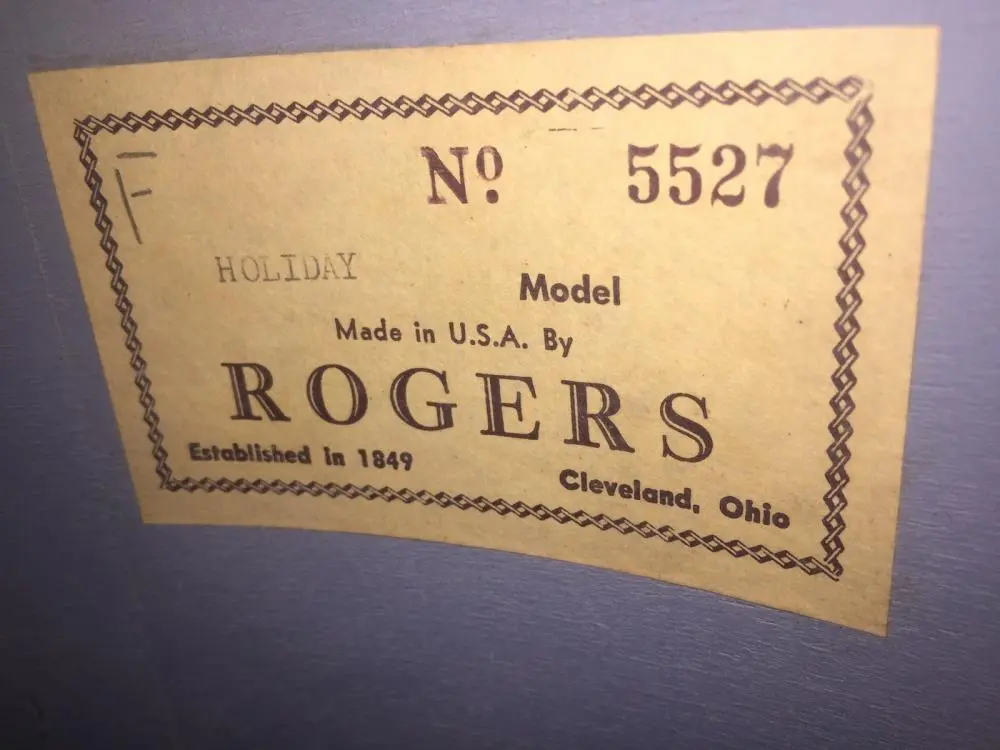 F
Nº 5527
HOLIDAY Model
Made in U.S.A. By
ROGERS
Established in 1849
Cleveland, Ohio